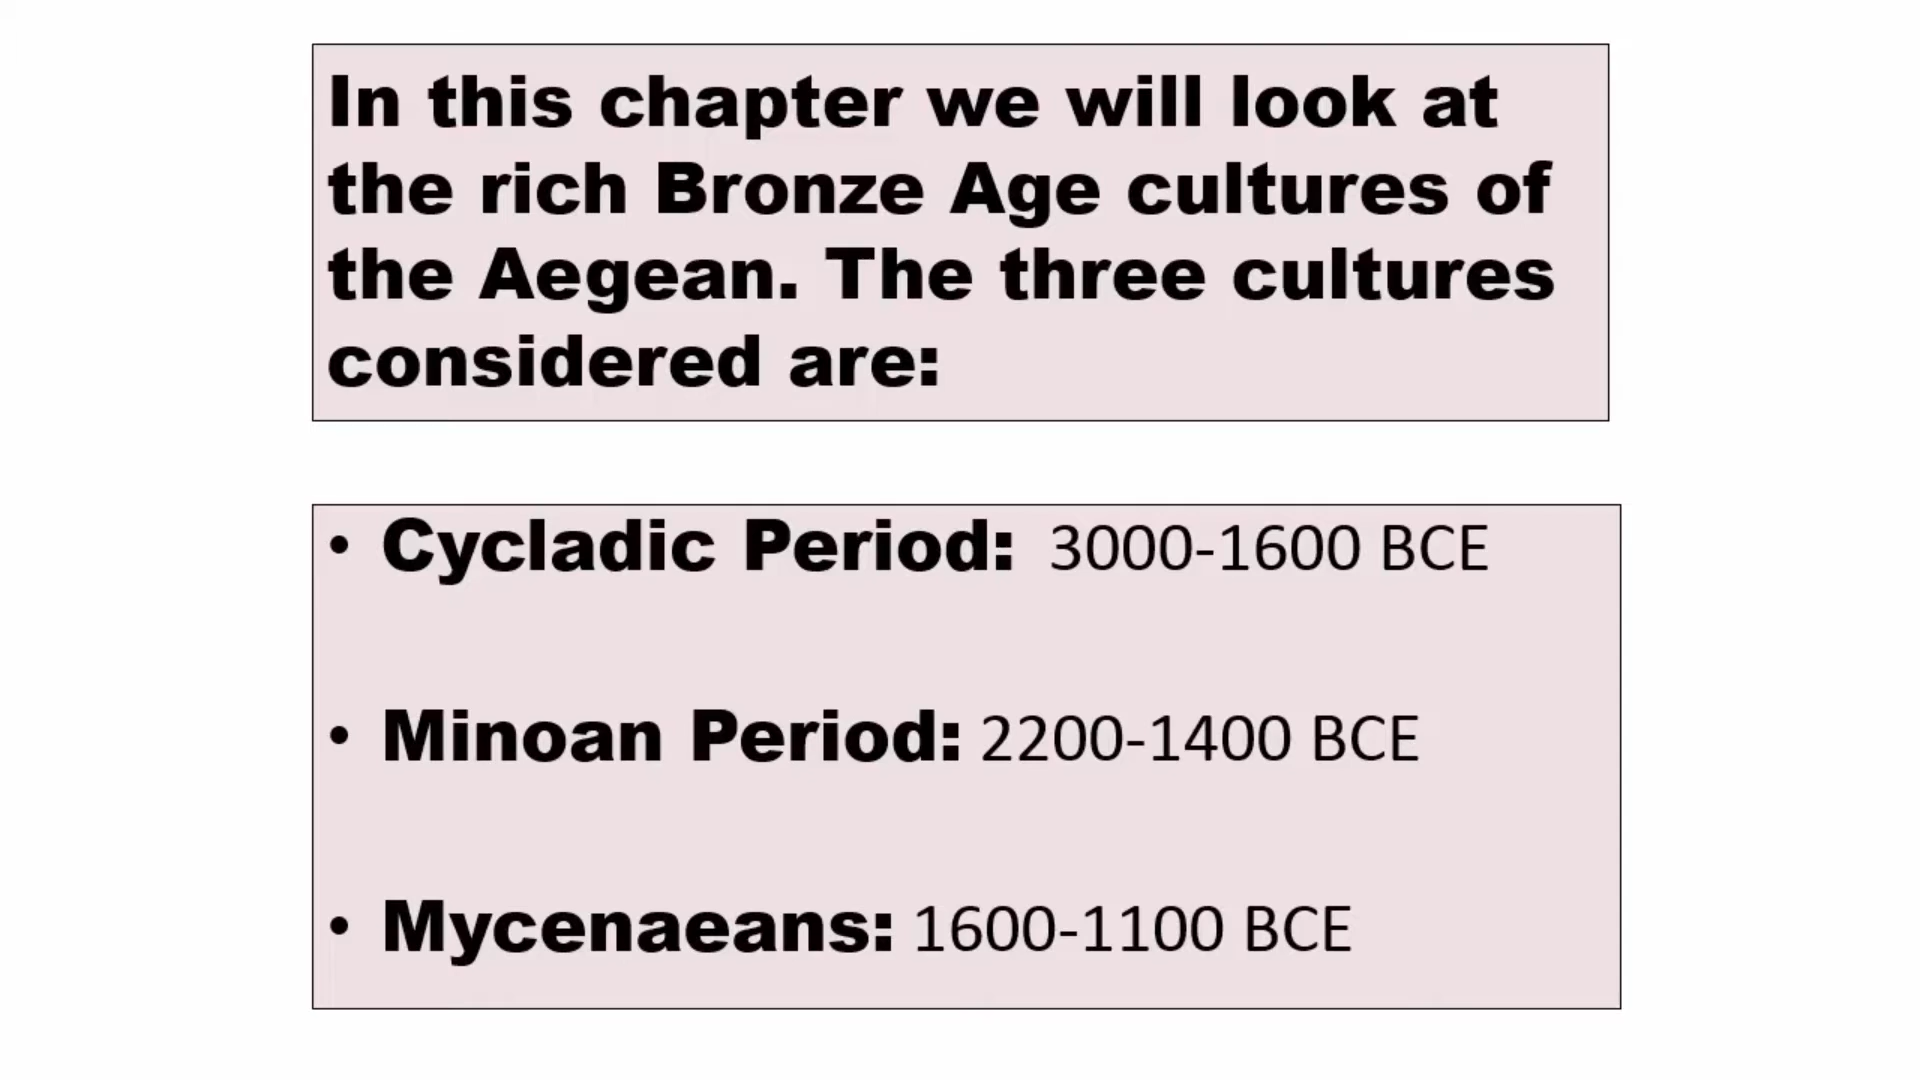 In this chapter we will look at
the rich Bronze Age cultures of
the Aegean. The three cultures
considered are:
• Cycladic Period: 3000-1600 BCE
• Minoan Period: 2200-1400 BCE
• Mycenaeans: 1600-1100 BCE